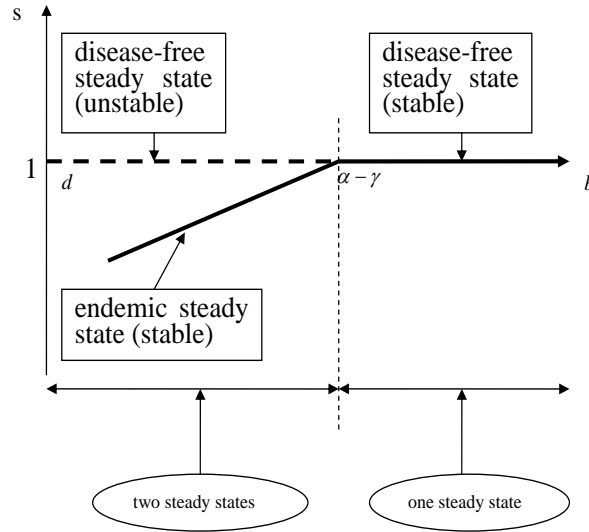 s
disease-free
steady state
(unstable)
disease-free
steady state
(stable)
1
d
α − γ
endemic steady
state (stable)
two steady states
one steady state